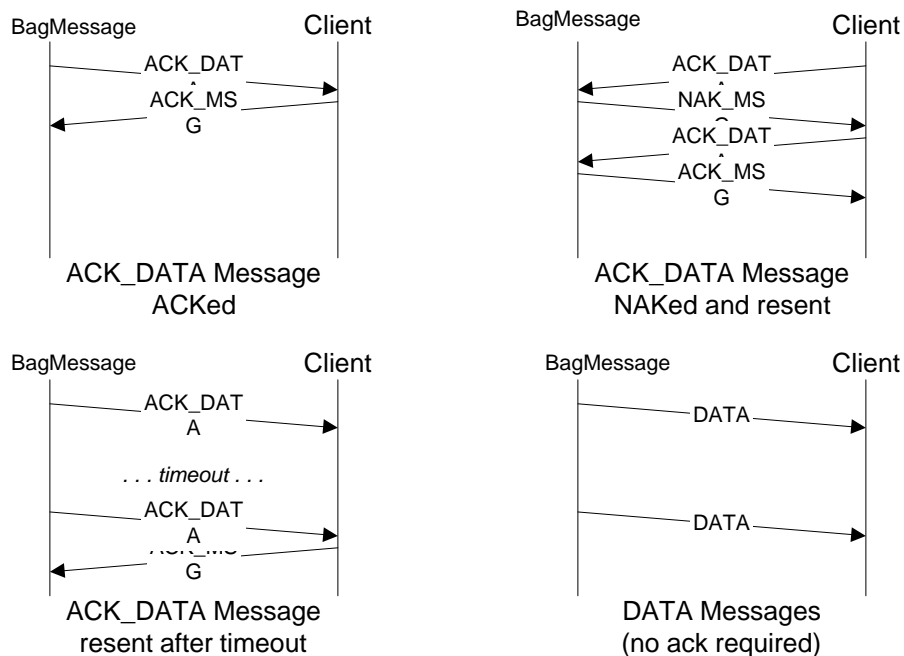 BagMessage
Client
ACK_DAT
ACK_MS
G
ACK_DATA Message
ACKed
BagMessage
Client
ACK_DAT
NAK_MS
ACK_DAT
ACK_MS
G
ACK_DATA Message
NAKed and resent
BagMessage
Client
ACK_DAT
A
. . . timeout . . .
ACK_DAT
A
G
ACK_DATA Message
resent after timeout
BagMessage
Client
DATA
DATA
DATA Messages
(no ack required)